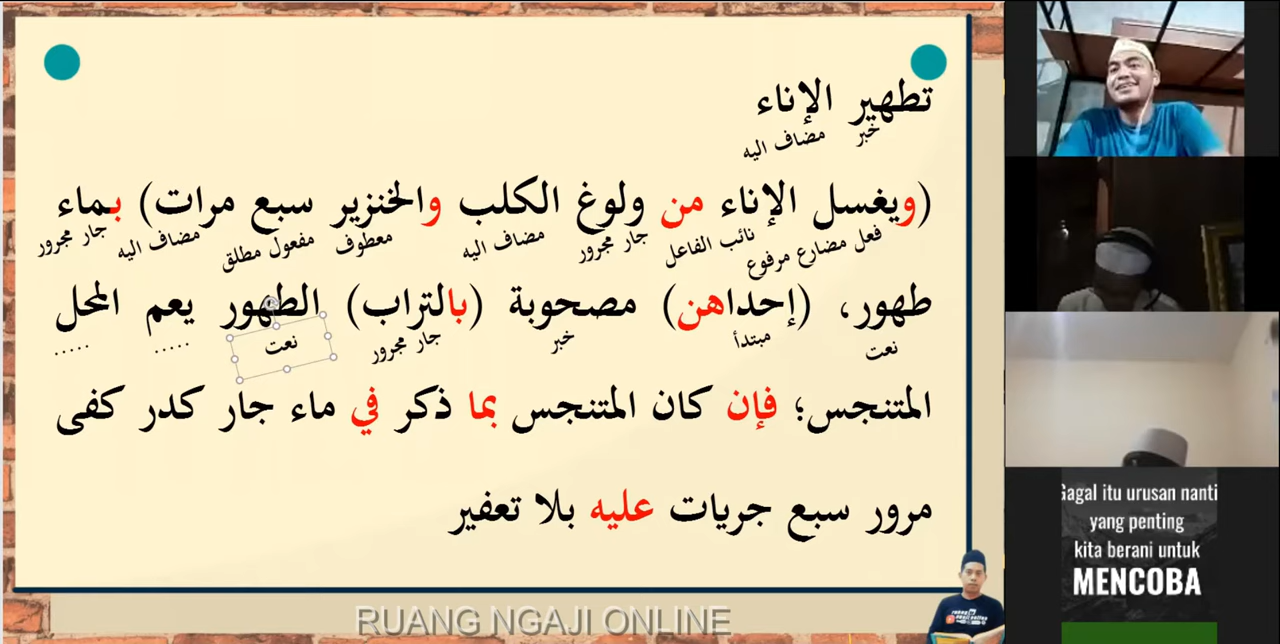 تطهير الإناء
خبر مضاف اليه
(ويغسل الإناء من ولوغ الكلب والخنزير سبع مرات) بماء
فعل مضارع مرفوع نائب الفاعل جار مجرور مضاف اليه معطوف مفعول مطلق مضاف اليه جار مجرور
طهور، (إحداهن) مصحوبة (بالتراب) الطهور يعم المحل
نعت مبتدأ خبر جار مجرور نعت ..... .....
المتنجس؛ فإن كان المتنجس بما ذكر في ماء جار كدر كفى
مرور سبع جريات عليه بلا تعفير
RUANG NGAJI ONLINE
Gagal itu urusan nanti
yang penting
kita berani untuk
MENCOBA